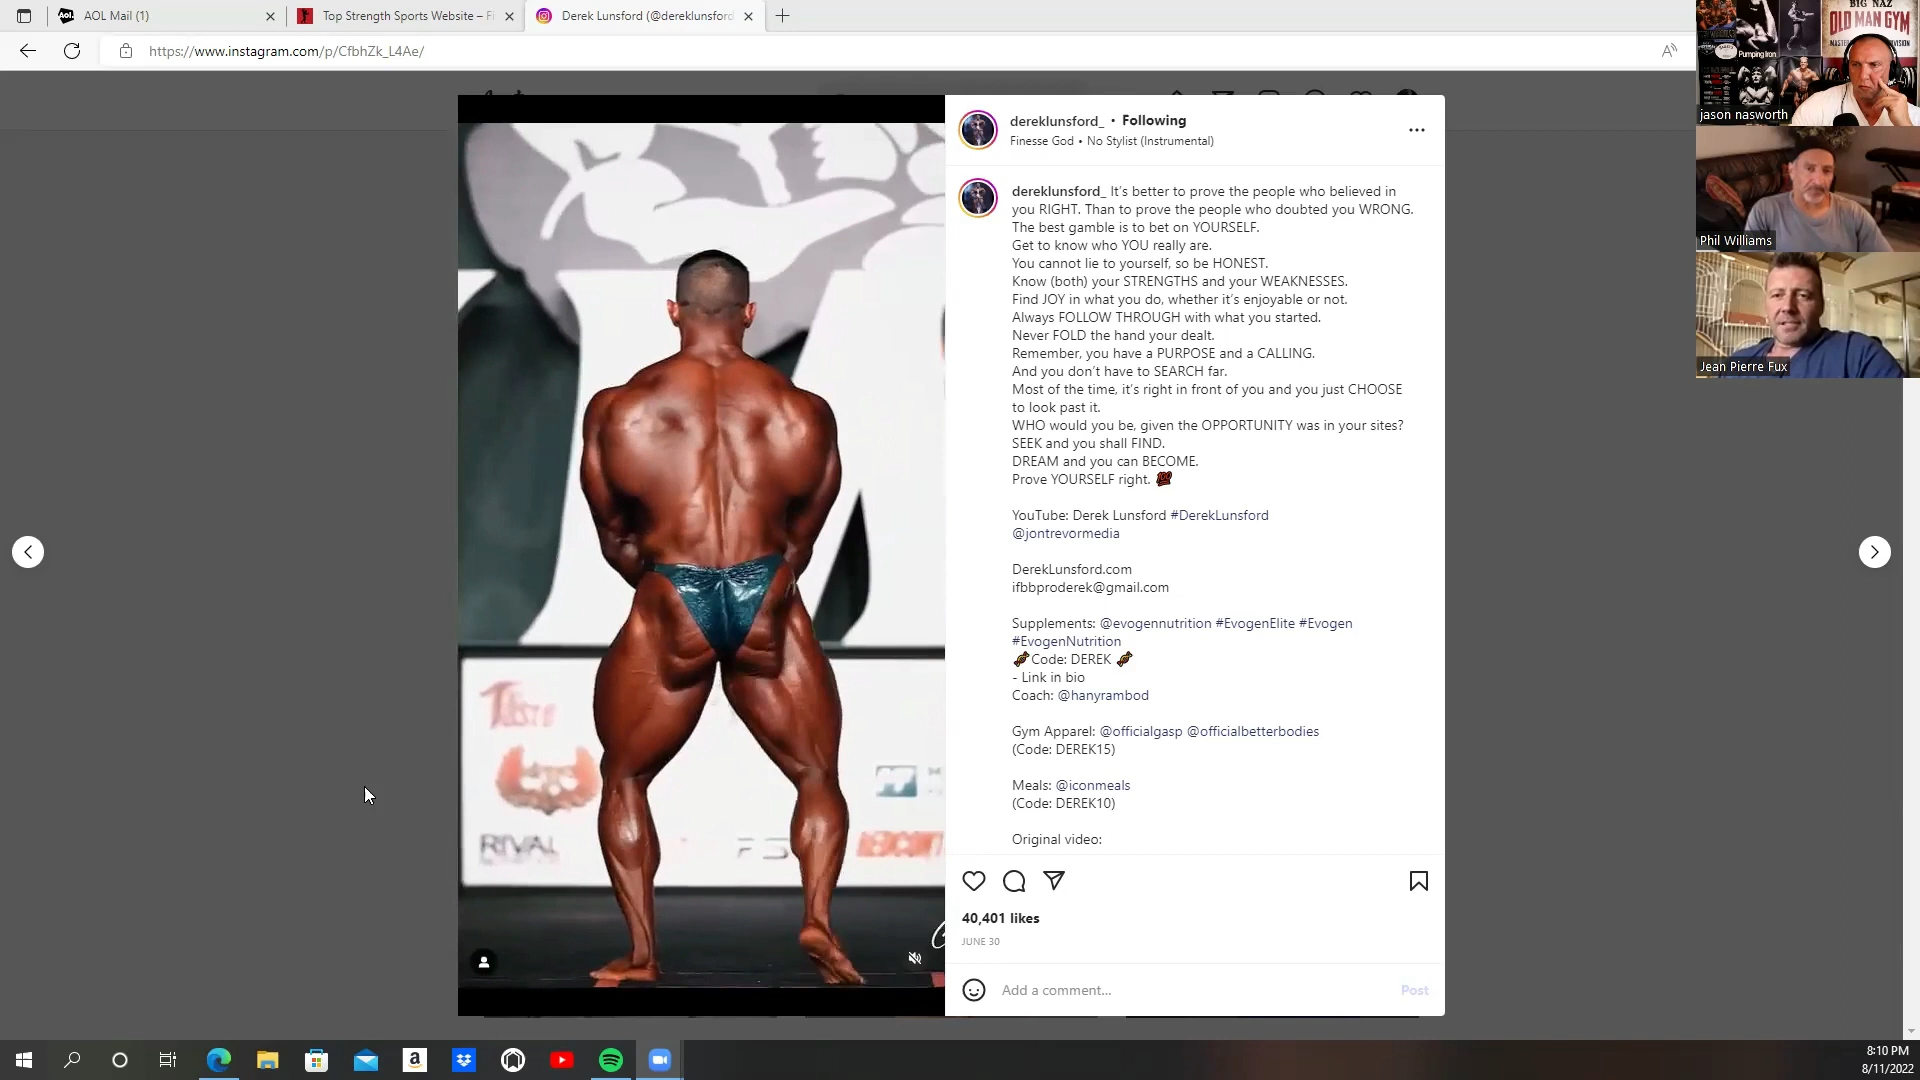 AOL Mail (1)
Top Strength Sports Website – Fi
Derek Lunsford (@dereklunsford
https://www.instagram.com/p/CfbhZk_L4Ae/
BIG NAZ
OLD MAN GYM
Pumping Iron
jason nasworth
Phil Williams
Jean Pierre Fux
dereklunsford_ • Following
Finesse God • No Stylist (Instrumental)
dereklunsford_ It's better to prove the people who believed in
you RIGHT. Than to prove the people who doubted you WRONG.
The best gamble is to bet on YOURSELF.
Get to know who YOU really are.
You cannot lie to yourself, so be HONEST.
Know (both) your STRENGTHS and your WEAKNESSES.
Find JOY in what you do, whether it's enjoyable or not.
Always FOLLOW THROUGH with what you started.
Never FOLD the hand your dealt.
Remember, you have a PURPOSE and a CALLING.
And you don't have to SEARCH far.
Most of the time, it's right in front of you and you just CHOOSE
to look past it.
WHO would you be, given the OPPORTUNITY was in your sites?
SEEK and you shall FIND.
DREAM and you can BECOME.
Prove YOURSELF right. 💯
YouTube: Derek Lunsford #DerekLunsford
@jontrevormedia
DerekLunsford.com
ifbbproderek@gmail.com
Supplements: @evogennutrition #EvogenElite #Evogen
#EvogenNutrition
🍬Code: DEREK 🍬
- Link in bio
Coach: @hanyrambod
Gym Apparel: @officialgasp @officialbetterbodies
(Code: DEREK15)
Meals: @iconmeals
(Code: DEREK10)
Original video:
RIVAL
40,401 likes
JUNE 30
Add a comment...
Post
8:10 PM
8/11/2022